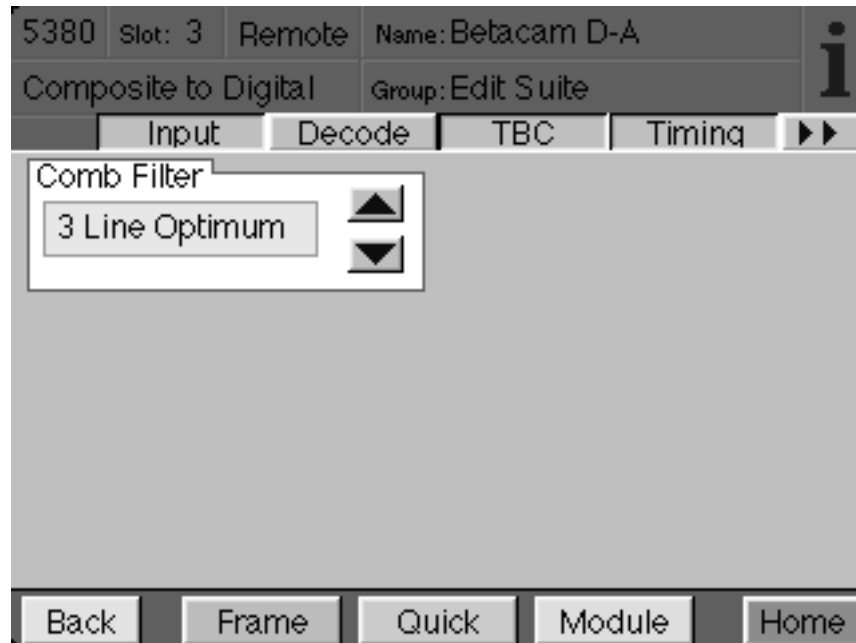 5380 Slot: 3 Remote Name: Betacam D-A
Composite to Digital Group: Edit Suite
i
Input Decode TBC Timing
Comb Filter
3 Line Optimum
Back Frame Quick Module Home